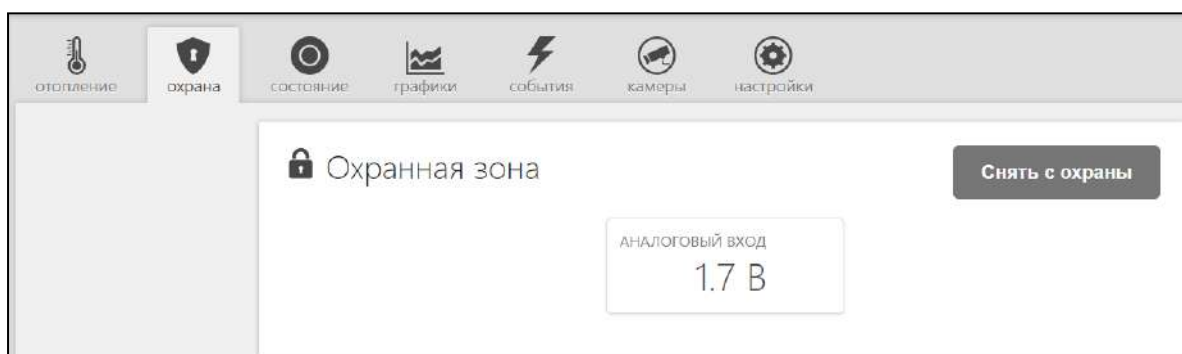 отопление охрана состояние графики события камеры настройки
Охранная зона Снять с охраны
АНАЛОГОВЫЙ ВХОД
1.7 В